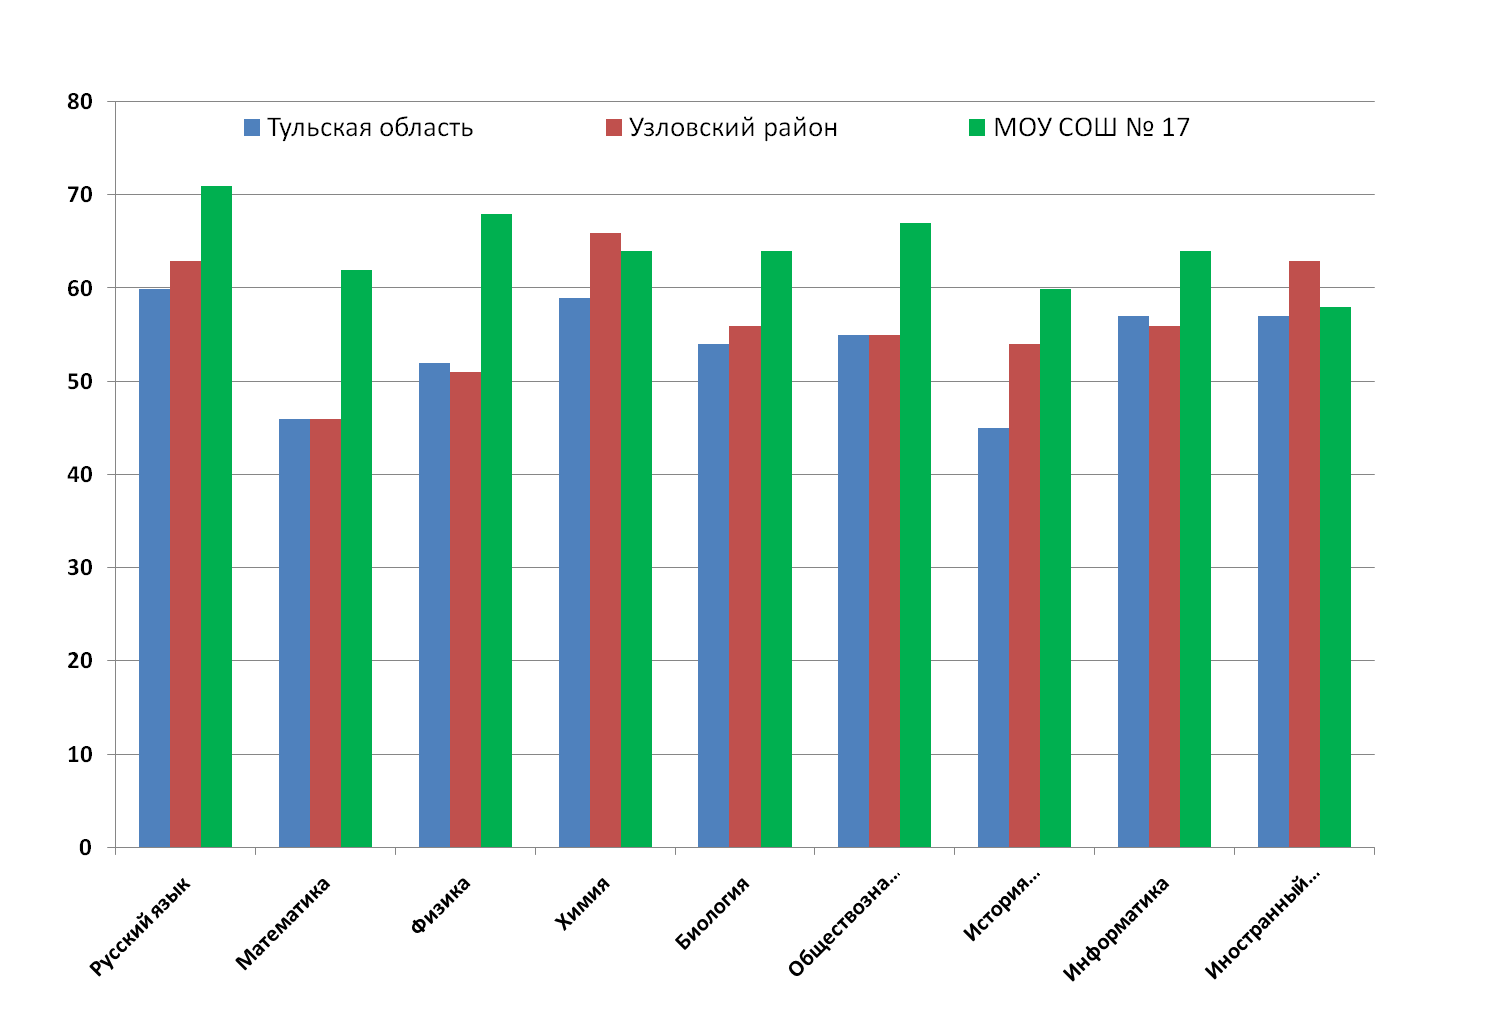 80
Тульская область Узловский район МОУ СОШ № 17
70
60
50
40
30
20
10
0
Русский язык
Математика
Физика
Химия
Биология
Обществозна...
История...
Информатика
Иностранный...